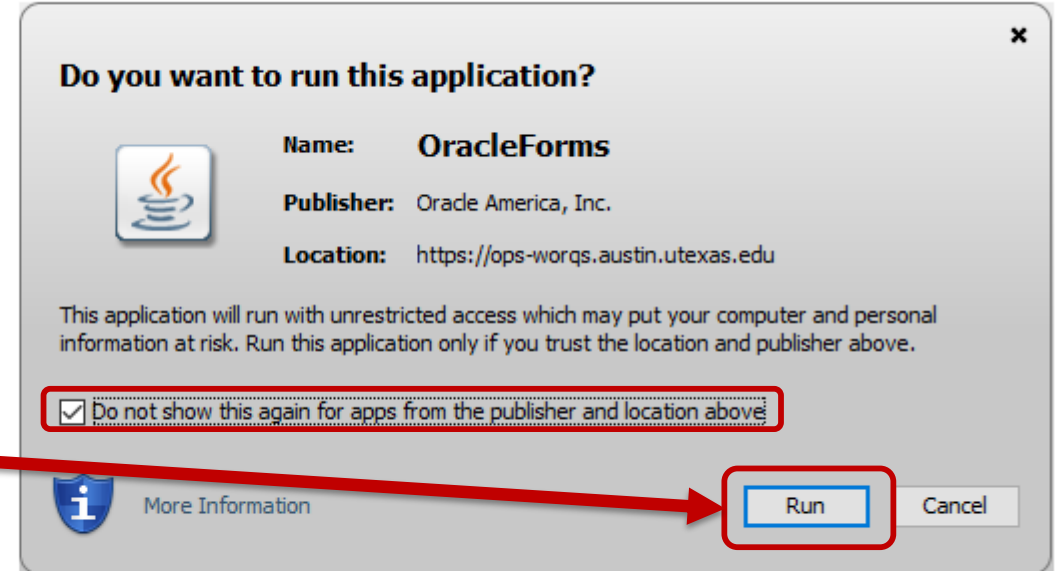 Do you want to run this application?
Name: OracleForms
Publisher: Oracle America, Inc.
Location: https://ops-worqs.austin.utexas.edu
This application will run with unrestricted access which may put your computer and personal
information at risk. Run this application only if you trust the location and publisher above.
Do not show this again for apps from the publisher and location above
More Information
Run
Cancel